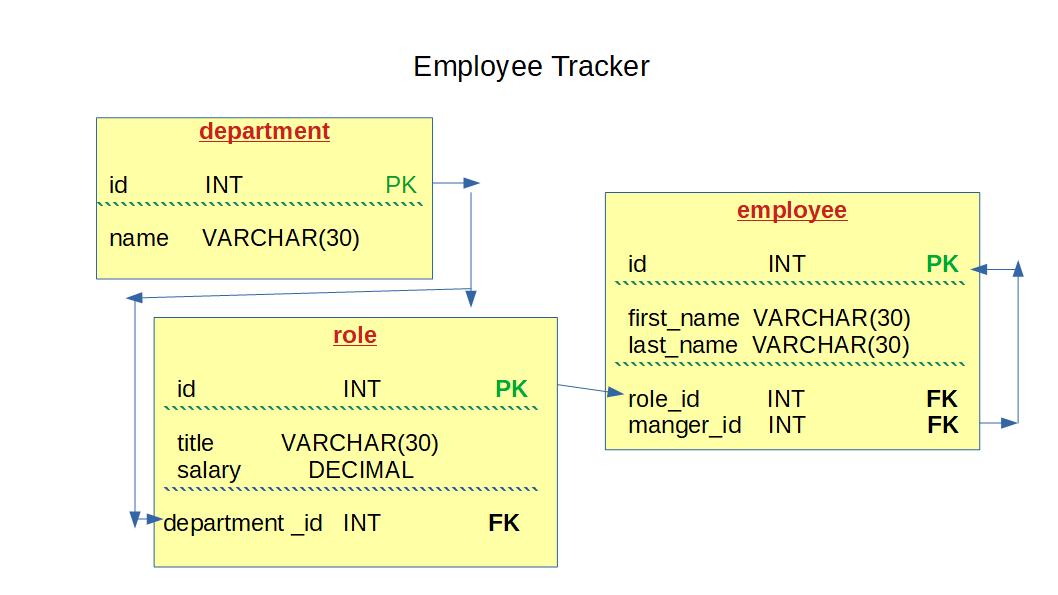 Employee Tracker
department
id INT PK
name VARCHAR(30)
role
id INT PK
title VARCHAR(30)
salary DECIMAL
department _id INT FK
employee
id INT PK
first_name VARCHAR(30)
last_name VARCHAR(30)
role_id INT FK
manger_id INT FK